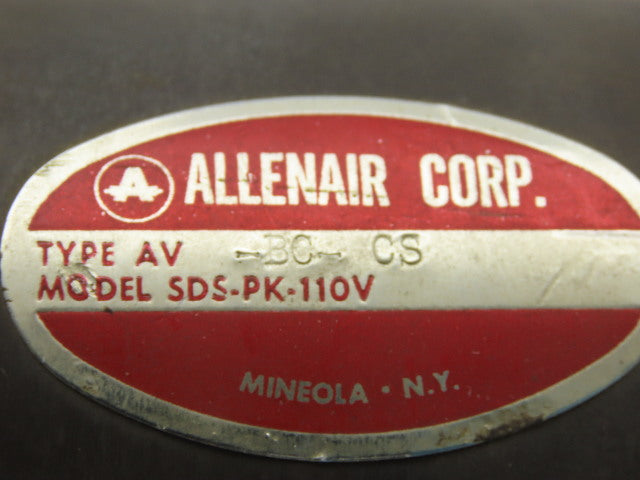 A ALLENAIR CORP.
TYPE AV -BC- CS
MODEL SDS-PK-110V
MINEOLA • N.Y.